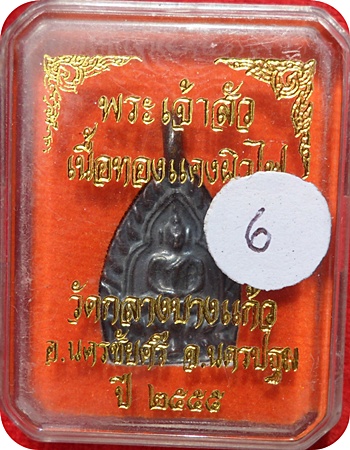 พระเจ้าสัว
เนื้อทองแดงผิวไฟ
6
วัดกลางบางแก้ว
อ.นครชัยศรี จ.นครปฐม
ปี ๒๕๕๕